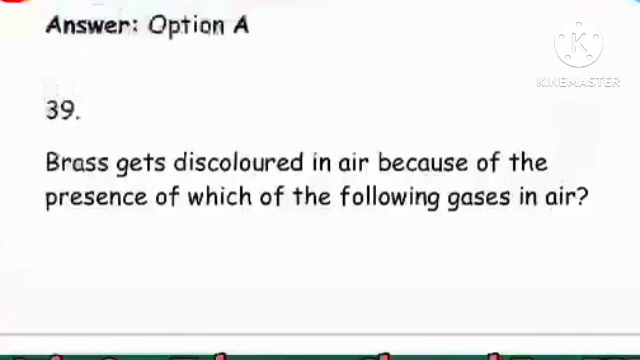 Answer: Option A
KINEMASTER
39.
Brass gets discoloured in air because of the
presence of which of the following gases in air?